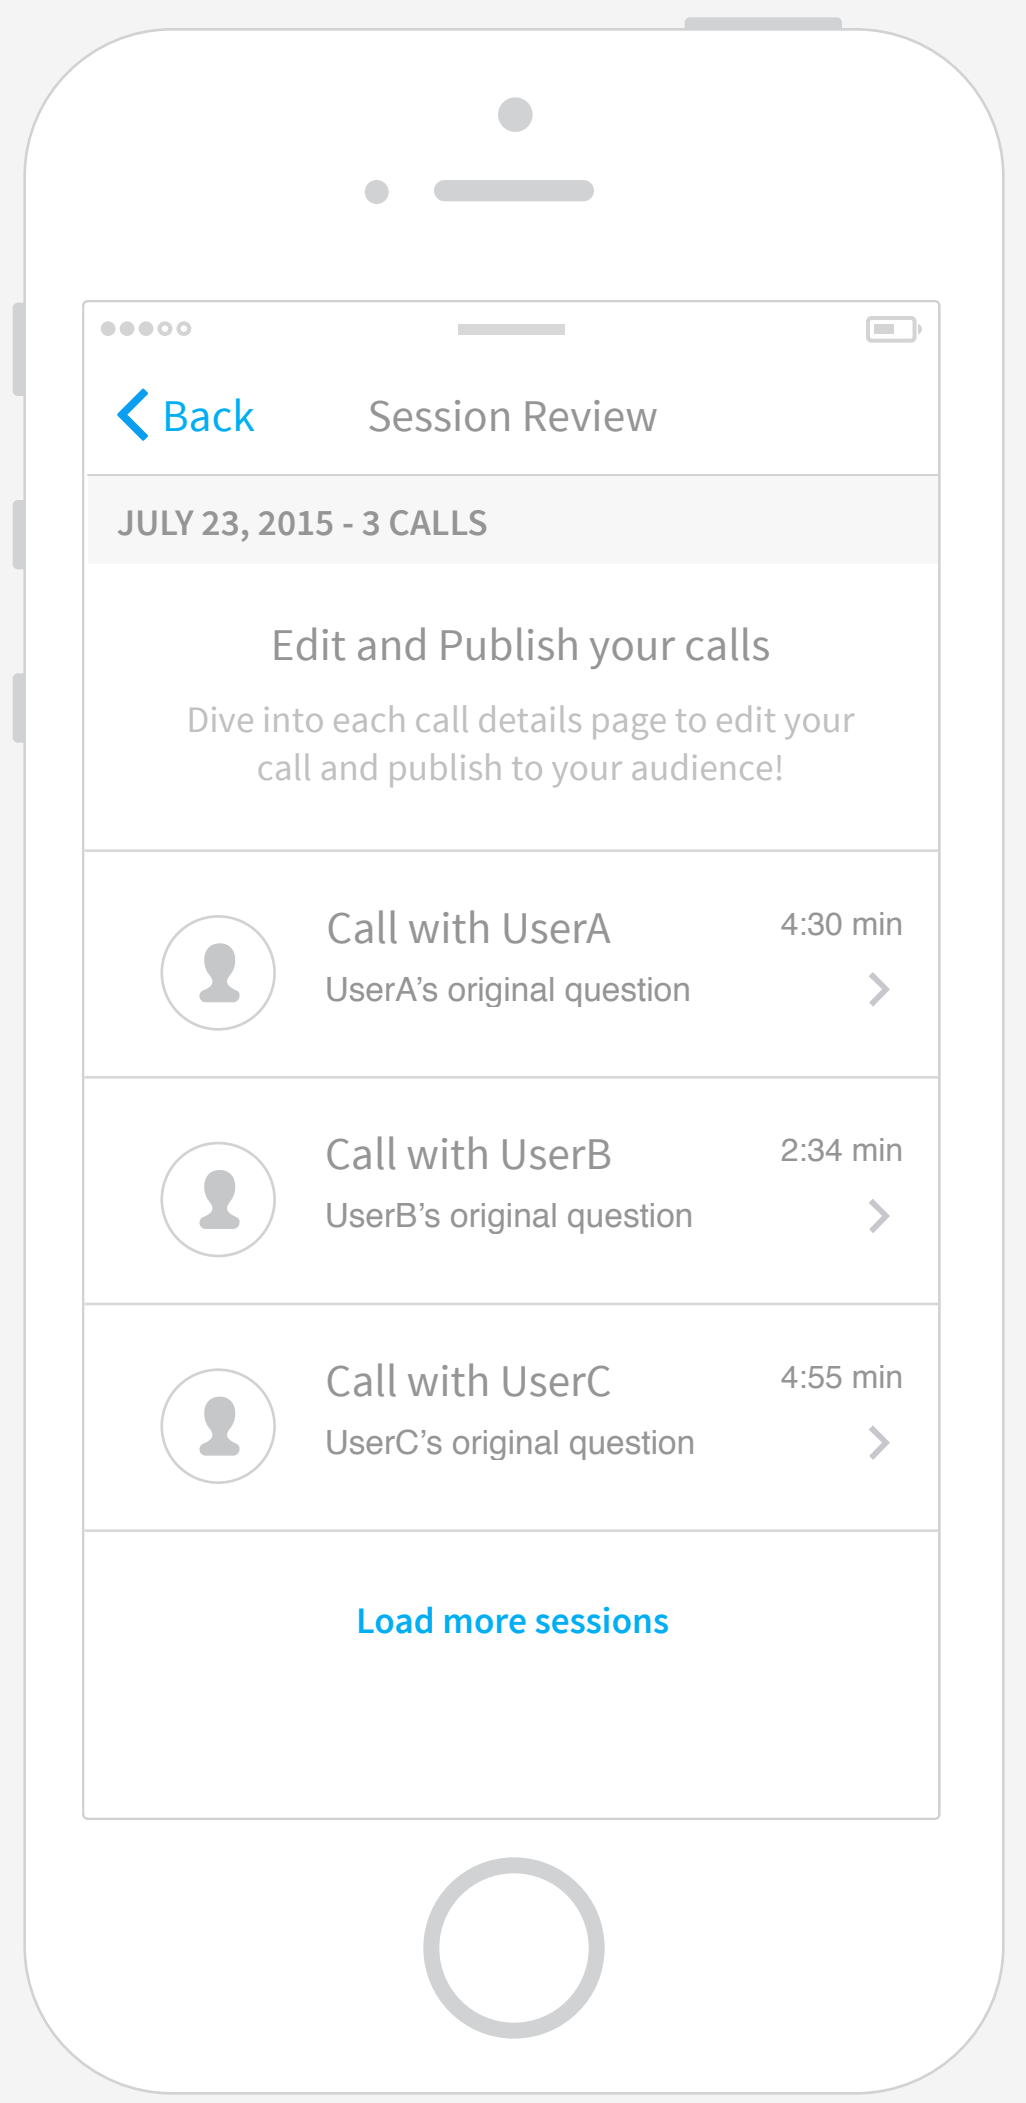 Back
Session Review
JULY 23, 2015 - 3 CALLS
Edit and Publish your calls
Dive into each call details page to edit your
call and publish to your audience!
Call with UserA
4:30 min
UserA’s original question
Call with UserB
2:34 min
UserB’s original question
Call with UserC
4:55 min
UserC’s original question
Load more sessions